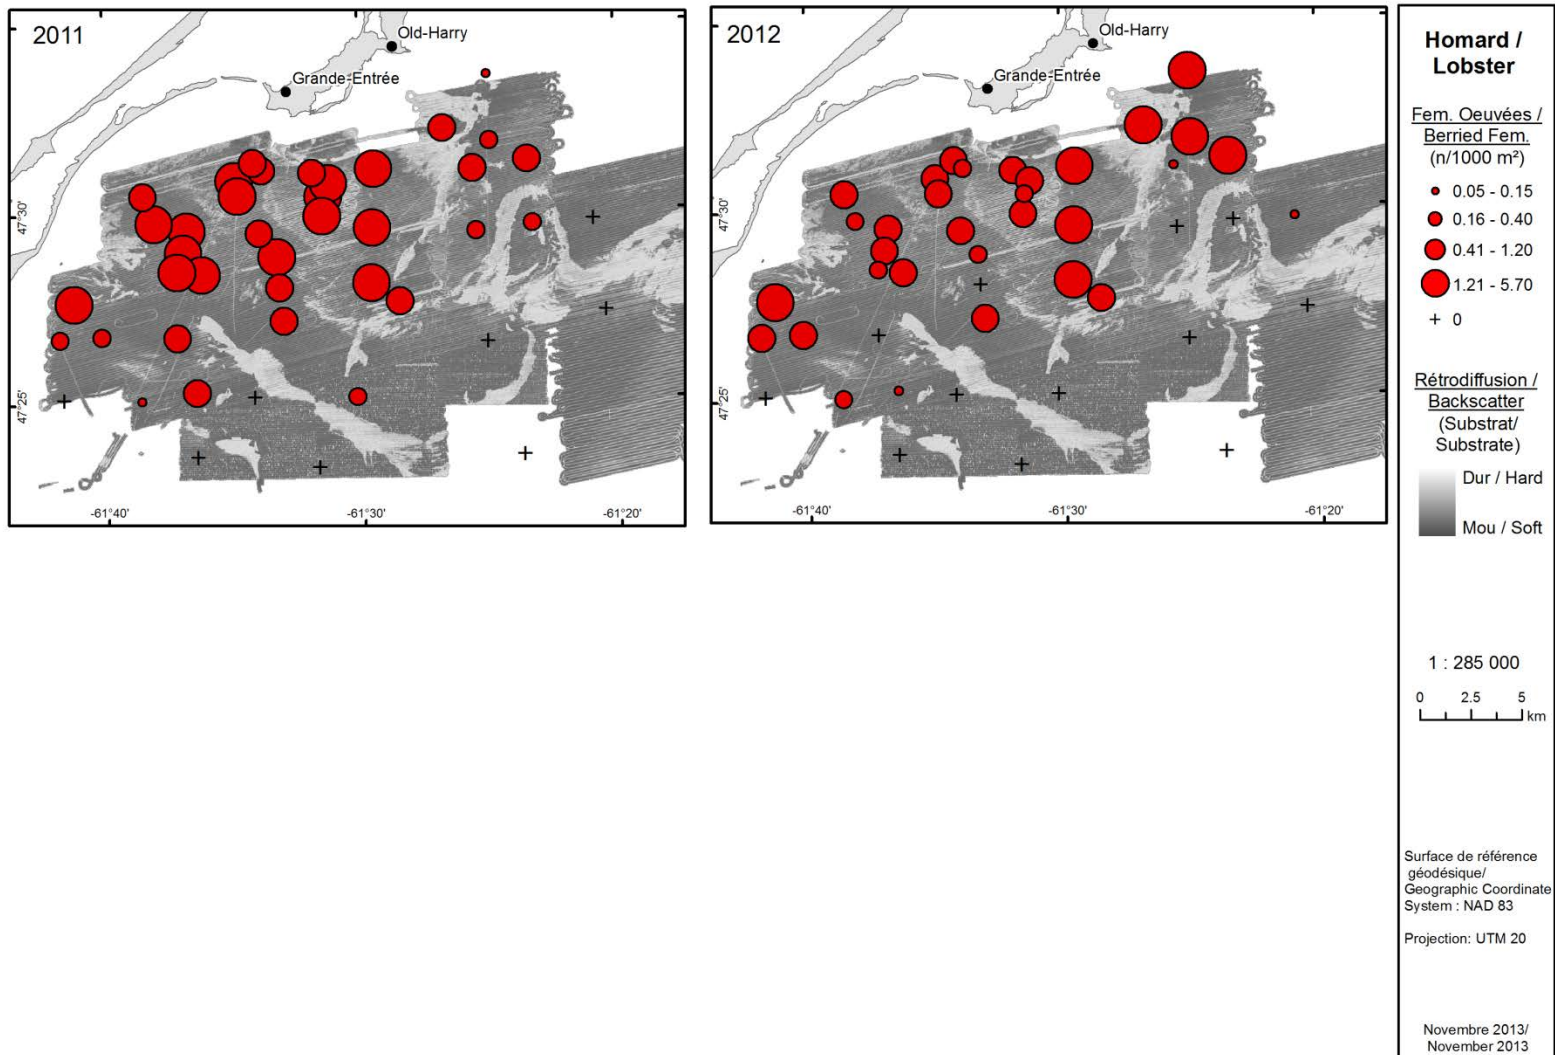 2011
Old-Harry
Grande-Entrée
47°30'
47°25'
-61°40'
-61°30'
-61°20'
2012
Old-Harry
Grande-Entrée
47°30'
47°25'
-61°40'
-61°30'
-61°20'
Homard /
Lobster
Fem. Oeuvées /
Berried Fem.
(n/1000 m²)
0.05 - 0.15
0.16 - 0.40
0.41 - 1.20
1.21 - 5.70
0
Rétrodiffusion /
Backscatter
(Substrat/
Substrate)
Dur / Hard
Mou / Soft
1 : 285 000
0 2.5 5
km
Surface de référence
géodésique/
Geographic Coordinate
System : NAD 83
Projection: UTM 20
Novembre 2013/
November 2013